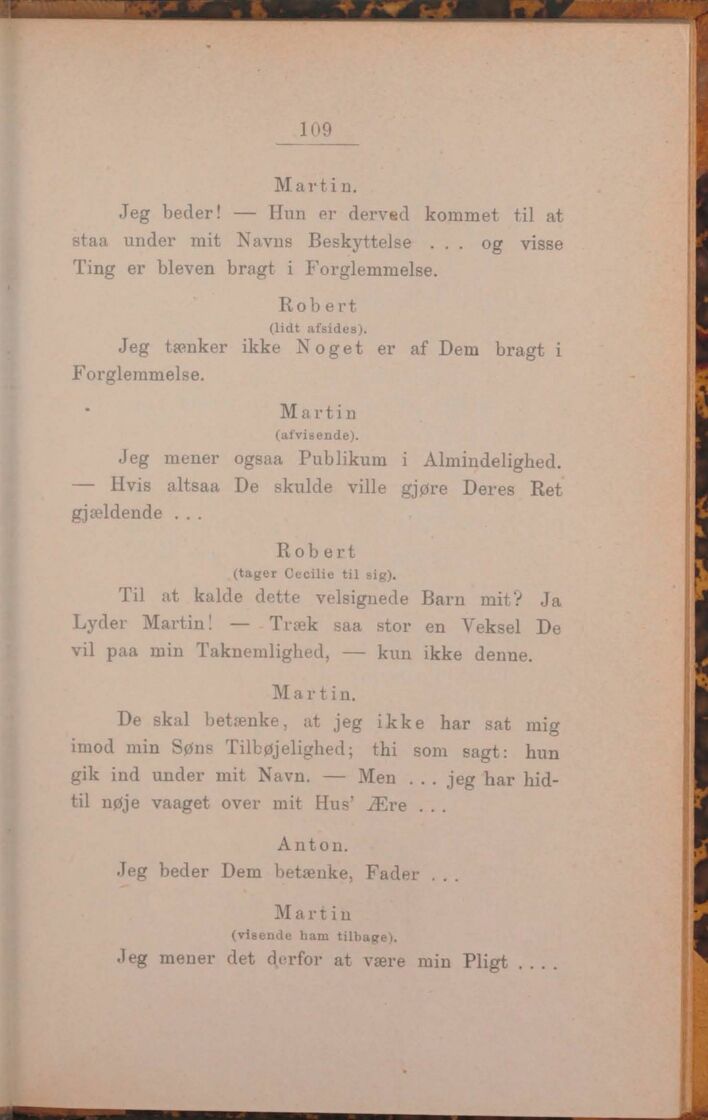 109
Martin.
Jeg beder! — Hun er derved kommet til at
staa under mit Navns Beskyttelse . . . og visse
Ting er bleven bragt i Forglemmelse.
Robert
(lidt afsides).
Jeg tænker ikke Noget er af Dem bragt i
Forglemmelse.
Martin
(afvisende).
Jeg mener ogsaa Publikum i Almindelighed.
— Hvis altsaa De skulde ville gjøre Deres Ret
gjældende . . .
Robert
(tager Cecilie til sig).
Til at kalde dette velsignede Barn mit? Ja
Lyder Martin! — Træk saa stor en Veksel De
vil paa min Taknemlighed, — kun ikke denne.
Martin.
De skal betænke, at jeg ikke har sat mig
imod min Søns Tilbøjelighed; thi som sagt: hun
gik ind under mit Navn. — Men . . . jeg har hid-
til nøje vaaget over mit Hus' Ære . . .
Anton.
Jeg beder Dem betænke, Fader . . .
Martin
(visende ham tilbage).
Jeg mener det derfor at være min Pligt . . . .